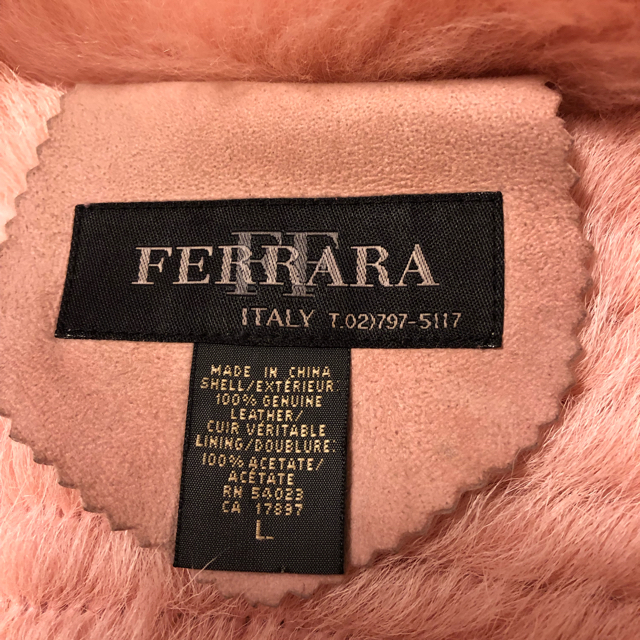 FF
FERRARA
ITALY T.02)797-5117
MADE IN CHINA
SHELL/EXTÉRIEUR:
100% GENUINE
LEATHER/
CUIR VÉRITABLE
LINING/DOUBLURE:
100% ACETATE/
ACÉTATE
RN 54023
CA 17897
L